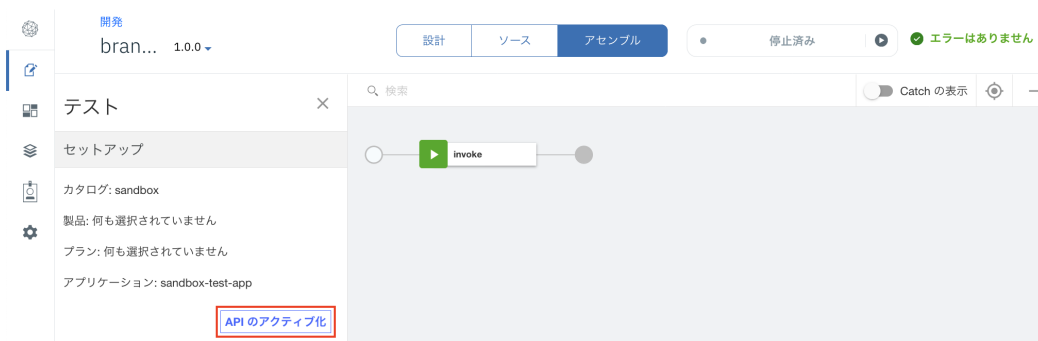 開発
bran... 1.0.0
設計 ソース アセンブル
停止済み
エラーはありません
テスト
検索
Catch の表示
セットアップ
invoke
カタログ: sandbox
製品: 何も選択されていません
プラン: 何も選択されていません
アプリケーション: sandbox-test-app
API のアクティブ化